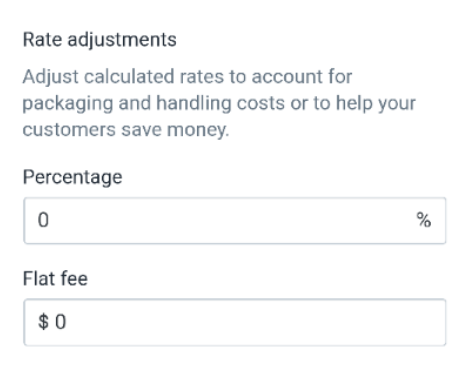 Rate adjustments
Adjust calculated rates to account for
packaging and handling costs or to help your
customers save money.
Percentage
0 %
Flat fee
$ 0